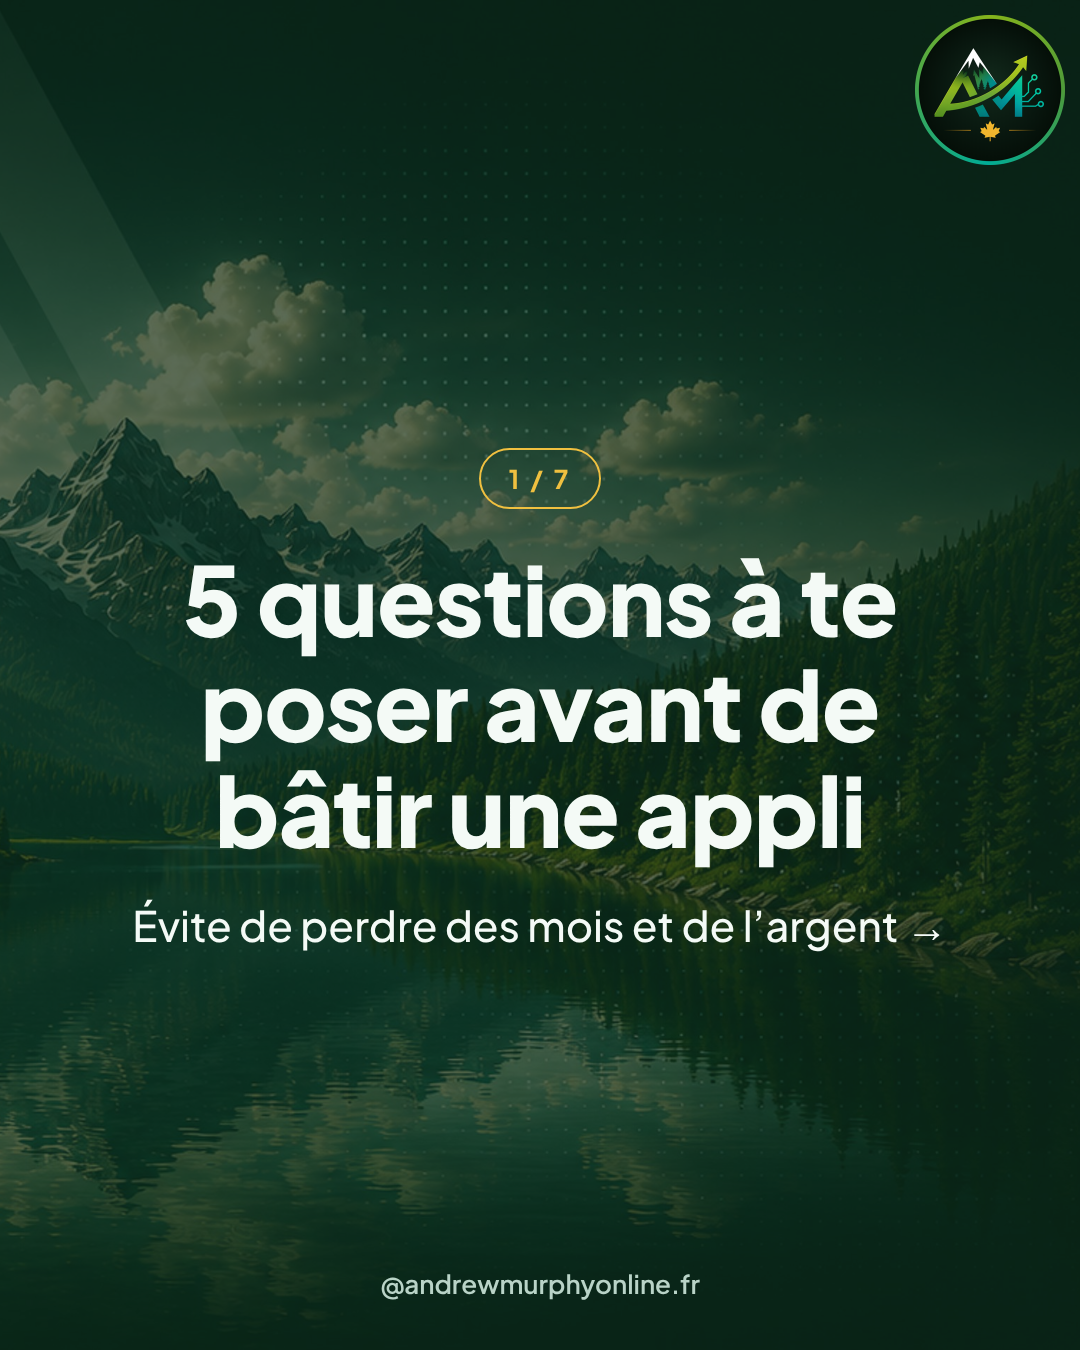 AM
1 / 7
5 questions à te
poser avant de
bâtir une appli
Évite de perdre des mois et de l’argent →
@andrewmurphyonline.fr